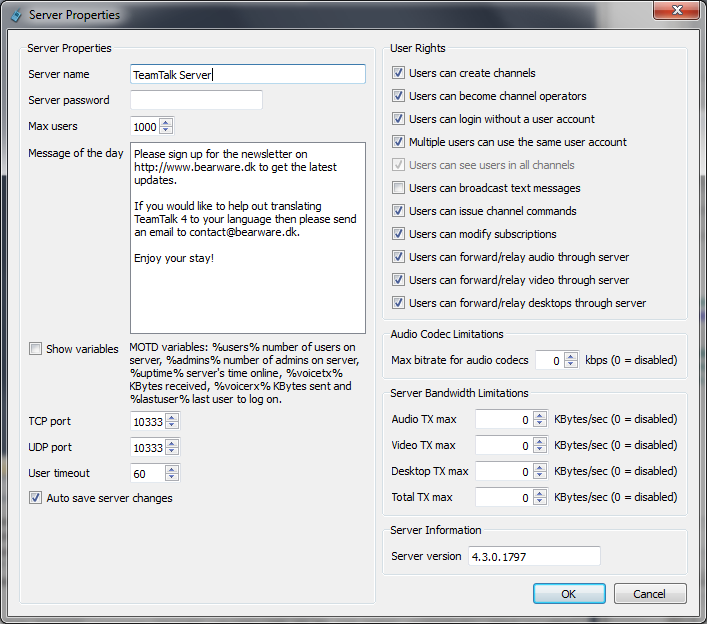 Server Properties
Server Properties
Server name
TeamTalk Server
Server password
Max users
1000
Message of the day
Please sign up for the newsletter on
http://www.bearware.dk to get the latest
updates.
If you would like to help out translating
TeamTalk 4 to your language then please send
an email to contact@bearware.dk.
Enjoy your stay!
Show variables
MOTD variables: %users% number of users on
server, %admins% number of admins on server,
%uptime% server's time online, %voicetx%
KBytes received, %voicerx% KBytes sent and
%lastuser% last user to log on.
TCP port
10333
UDP port
10333
User timeout
60
Auto save server changes
User Rights
Users can create channels
Users can become channel operators
Users can login without a user account
Multiple users can use the same user account
Users can see users in all channels
Users can broadcast text messages
Users can issue channel commands
Users can modify subscriptions
Users can forward/relay audio through server
Users can forward/relay video through server
Users can forward/relay desktops through server
Audio Codec Limitations
Max bitrate for audio codecs 0 kbps (0 = disabled)
Server Bandwidth Limitations
Audio TX max 0 KBytes/sec (0 = disabled)
Video TX max 0 KBytes/sec (0 = disabled)
Desktop TX max 0 KBytes/sec (0 = disabled)
Total TX max 0 KBytes/sec (0 = disabled)
Server Information
Server version 4.3.0.1797
OK
Cancel